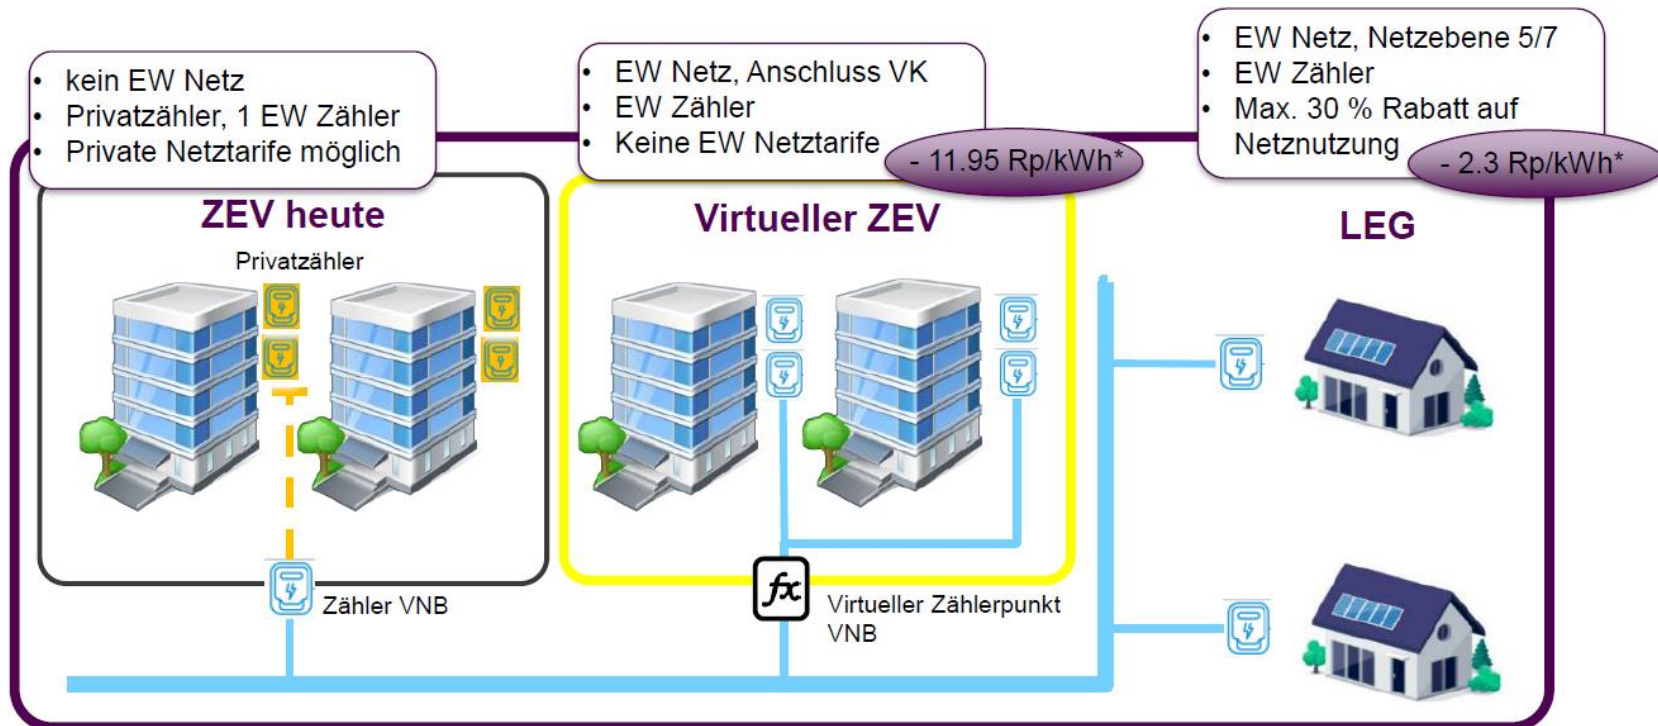 • kein EW Netz
• Privatzähler, 1 EW Zähler
• Private Netztarife möglich
• EW Netz, Anschluss VK
• EW Zähler
• Keine EW Netztarife
- 11.95 Rp/kWh*
• EW Netz, Netzebene 5/7
• EW Zähler
• Max. 30 % Rabatt auf
Netznutzung
- 2.3 Rp/kWh*
ZEV heute
Privatzähler
Zähler VNB
Virtueller ZEV
fx
Virtueller Zählerpunkt
VNB
LEG